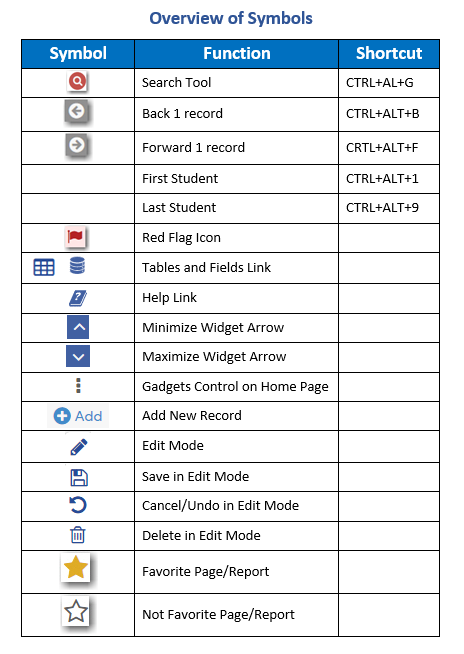 Overview of Symbols
Symbol Function Shortcut
Search Tool CTRL+AL+G
Back 1 record CTRL+ALT+B
Forward 1 record CRTL+ALT+F
First Student CTRL+ALT+1
Last Student CTRL+ALT+9
Red Flag Icon
Tables and Fields Link
Help Link
Minimize Widget Arrow
Maximize Widget Arrow
Gadgets Control on Home Page
Add Add New Record
Edit Mode
Save in Edit Mode
Cancel/Undo in Edit Mode
Delete in Edit Mode
Favorite Page/Report
Not Favorite Page/Report